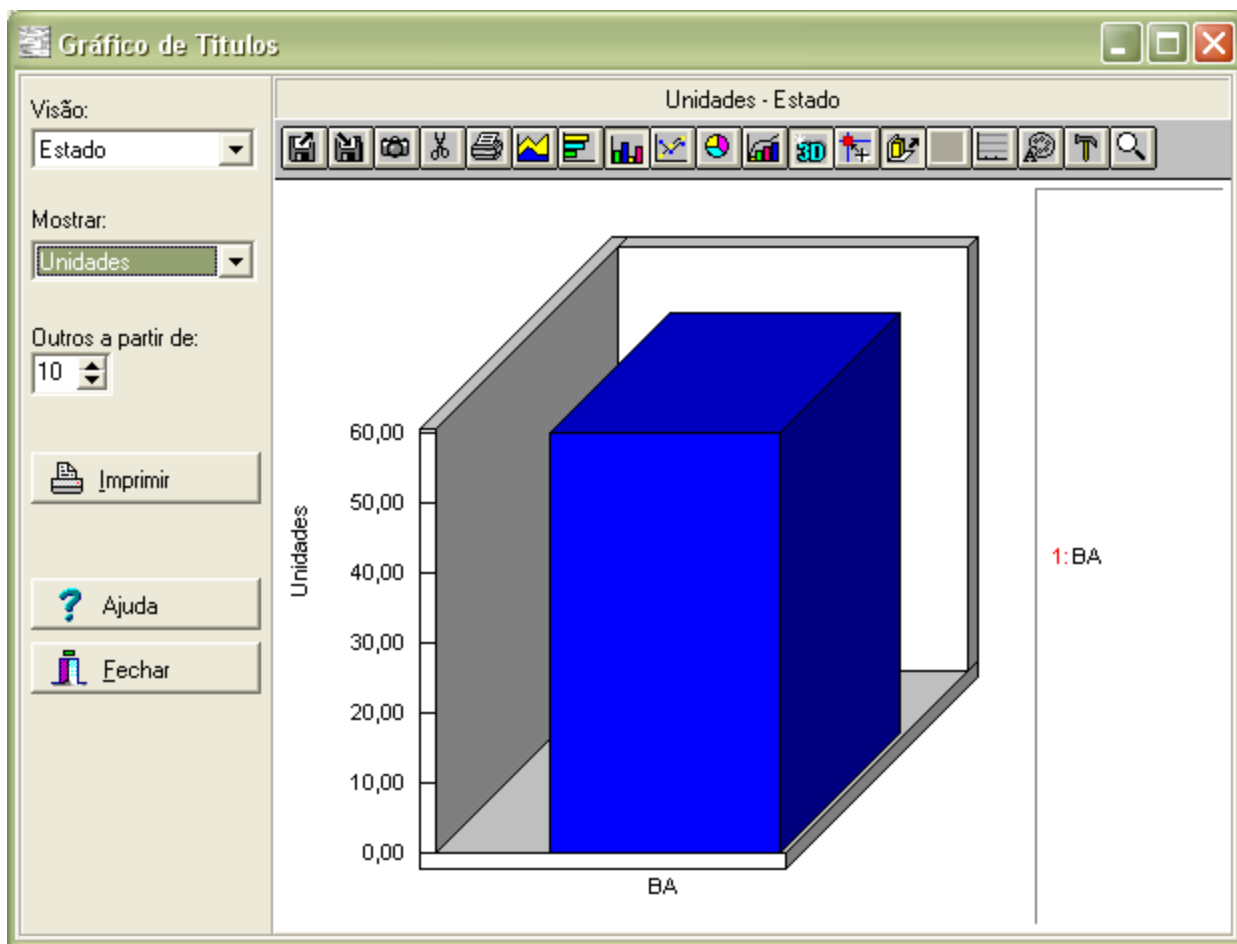 Gráfico de Titulos
Visão:
Estado
Mostrar:
Unidades
Outros a partir de:
10
Imprimir
Ajuda
Fechar
Unidades - Estado
3D
A
Unidades
60,00
50,00
40,00
30,00
20,00
10,00
0,00
BA
1: BA